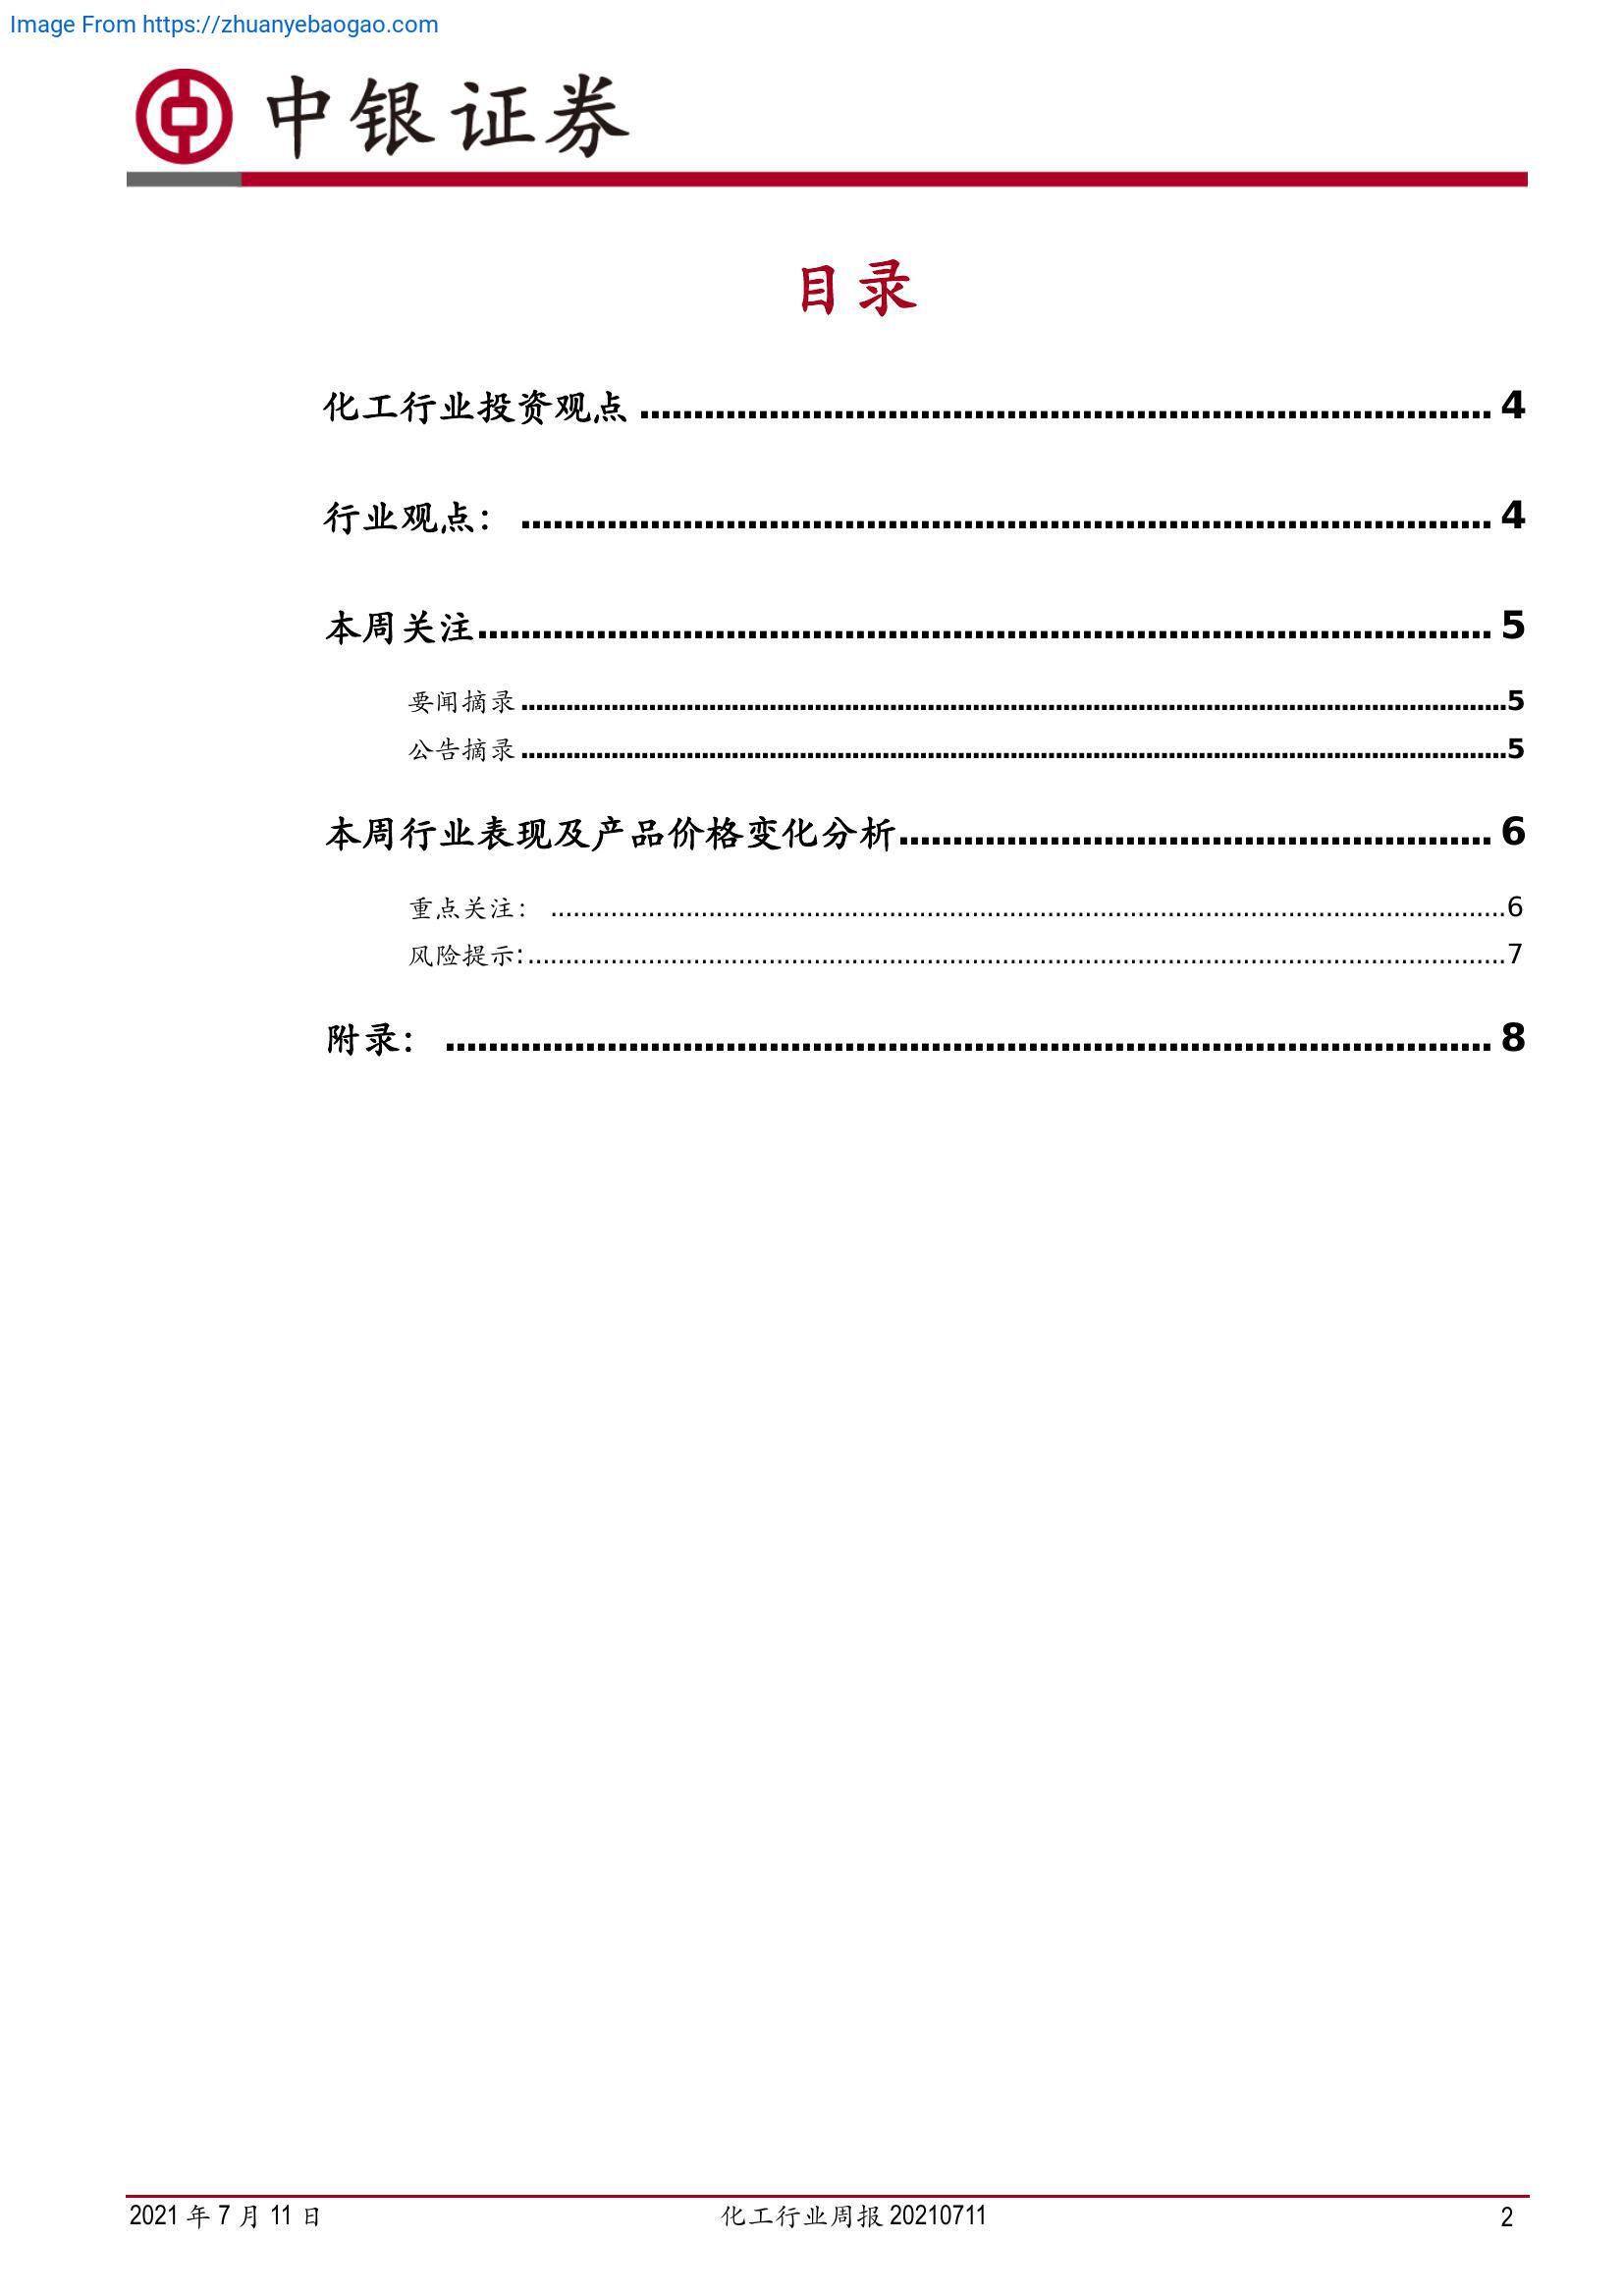 Image From https://zhuanyebaogao.com
中银证券
目录
化工行业投资观点 ........................................................................ 4
行业观点： ........................................................................ 4
本周关注 ........................................................................ 5
要闻摘录 ........................................................................ 5
公告摘录 ........................................................................ 5
本周行业表现及产品价格变化分析 ........................................................................ 6
重点关注： ........................................................................ 6
风险提示: ........................................................................ 7
附录： ........................................................................ 8
2021 年 7 月 11 日 化工行业周报 20210711 2